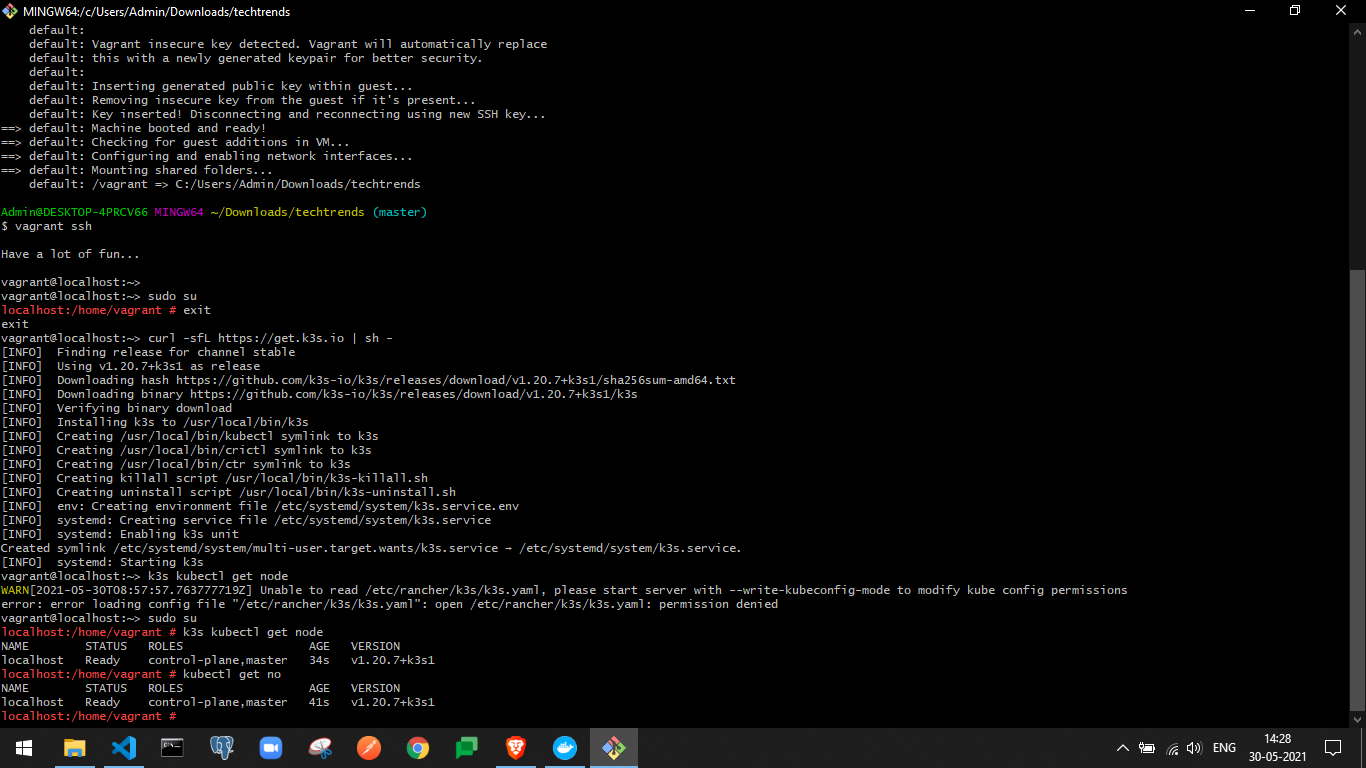 MINGW64:/c/Users/Admin/Downloads/techtrends
default:
default: Vagrant insecure key detected. Vagrant will automatically replace
default: this with a newly generated keypair for better security.
default:
default: Inserting generated public key within guest...
default: Removing insecure key from the guest if it's present...
default: Key inserted! Disconnecting and reconnecting using new SSH key...
==> default: Machine booted and ready!
==> default: Checking for guest additions in VM...
==> default: Configuring and enabling network interfaces...
==> default: Mounting shared folders...
default: /vagrant => C:/Users/Admin/Downloads/techtrends
Admin@DESKTOP-4PRCV66 MINGW64 ~/Downloads/techtrends (master)
$ vagrant ssh
Have a lot of fun...
vagrant@localhost:~>
vagrant@localhost:~> sudo su
localhost:/home/vagrant # exit
exit
vagrant@localhost:~> curl -sfL https://get.k3s.io | sh -
[INFO]  Finding release for channel stable
[INFO]  Using v1.20.7+k3s1 as release
[INFO]  Downloading hash https://github.com/k3s-io/k3s/releases/download/v1.20.7+k3s1/sha256sum-amd64.txt
[INFO]  Downloading binary https://github.com/k3s-io/k3s/releases/download/v1.20.7+k3s1/k3s
[INFO]  Verifying binary download
[INFO]  Installing k3s to /usr/local/bin/k3s
[INFO]  Creating /usr/local/bin/kubectl symlink to k3s
[INFO]  Creating /usr/local/bin/crictl symlink to k3s
[INFO]  Creating /usr/local/bin/ctr symlink to k3s
[INFO]  Creating killall script /usr/local/bin/k3s-killall.sh
[INFO]  Creating uninstall script /usr/local/bin/k3s-uninstall.sh
[INFO]  env: Creating environment file /etc/systemd/system/k3s.service.env
[INFO]  systemd: Creating service file /etc/systemd/system/k3s.service
[INFO]  systemd: Enabling k3s unit
Created symlink /etc/systemd/system/multi-user.target.wants/k3s.service → /etc/systemd/system/k3s.service.
[INFO]  systemd: Starting k3s
vagrant@localhost:~> k3s kubectl get node
WARN[2021-05-30T08:57:57.763777719Z] Unable to read /etc/rancher/k3s/k3s.yaml, please start server with --write-kubeconfig-mode to modify kube config permissions
error: error loading config file "/etc/rancher/k3s/k3s.yaml": open /etc/rancher/k3s/k3s.yaml: permission denied
vagrant@localhost:~> sudo su
localhost:/home/vagrant # k3s kubectl get node
NAME        STATUS   ROLES                  AGE   VERSION
localhost   Ready    control-plane,master   34s   v1.20.7+k3s1
localhost:/home/vagrant # kubectl get no
NAME        STATUS   ROLES                  AGE   VERSION
localhost   Ready    control-plane,master   41s   v1.20.7+k3s1
localhost:/home/vagrant #
ENG
14:28
30-05-2021